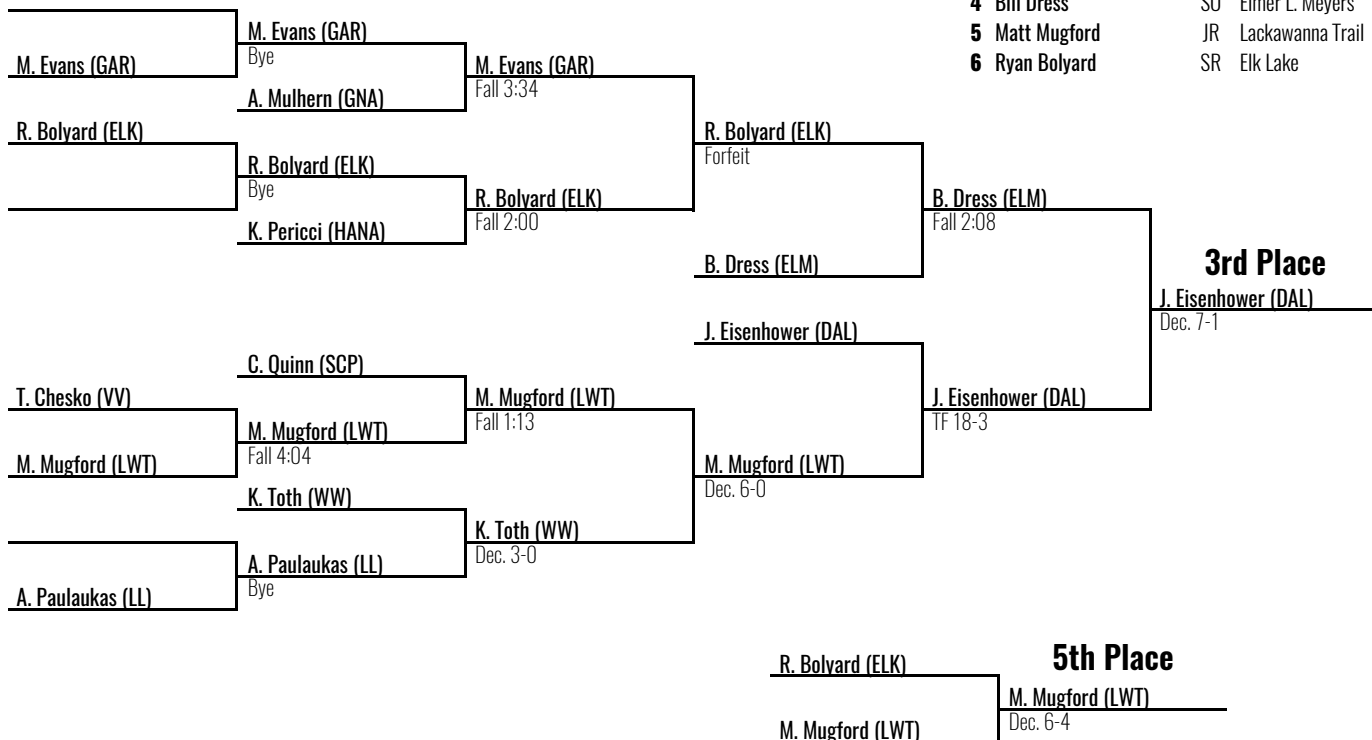 4 Bill Dress SO Elmer L. Meyers
M. Evans (GAR)
5 Matt Mugford JR Lackawanna Trail
Bye
M. Evans (GAR) M. Evans (GAR) 6 Ryan Bolyard SR Elk Lake
Fall 3:34
A. Mulhern (GNA)
R. Bolyard (ELK) R. Bolyard (ELK)
Forfeit
R. Bolyard (ELK)
Bye
R. Bolyard (ELK) B. Dress (ELM)
Fall 2:00 Fall 2:08
K. Pericci (HANA)
B. Dress (ELM) 3rd Place
J. Eisenhower (DAL)
Dec. 7-1
J. Eisenhower (DAL)
C. Quinn (SCP)
T. Chesko (VV) M. Mugford (LWT) J. Eisenhower (DAL)
Fall 1:13 TF 18-3
M. Mugford (LWT)
Fall 4:04
M. Mugford (LWT) M. Mugford (LWT)
Dec. 6-0
K. Toth (WW)
K. Toth (WW)
Dec. 3-0
A. Paulaukas (LL)
Bye
A. Paulaukas (LL)
R. Bolyard (ELK) 5th Place
M. Mugford (LWT)
Dec. 6-4
M. Mugford (LWT)